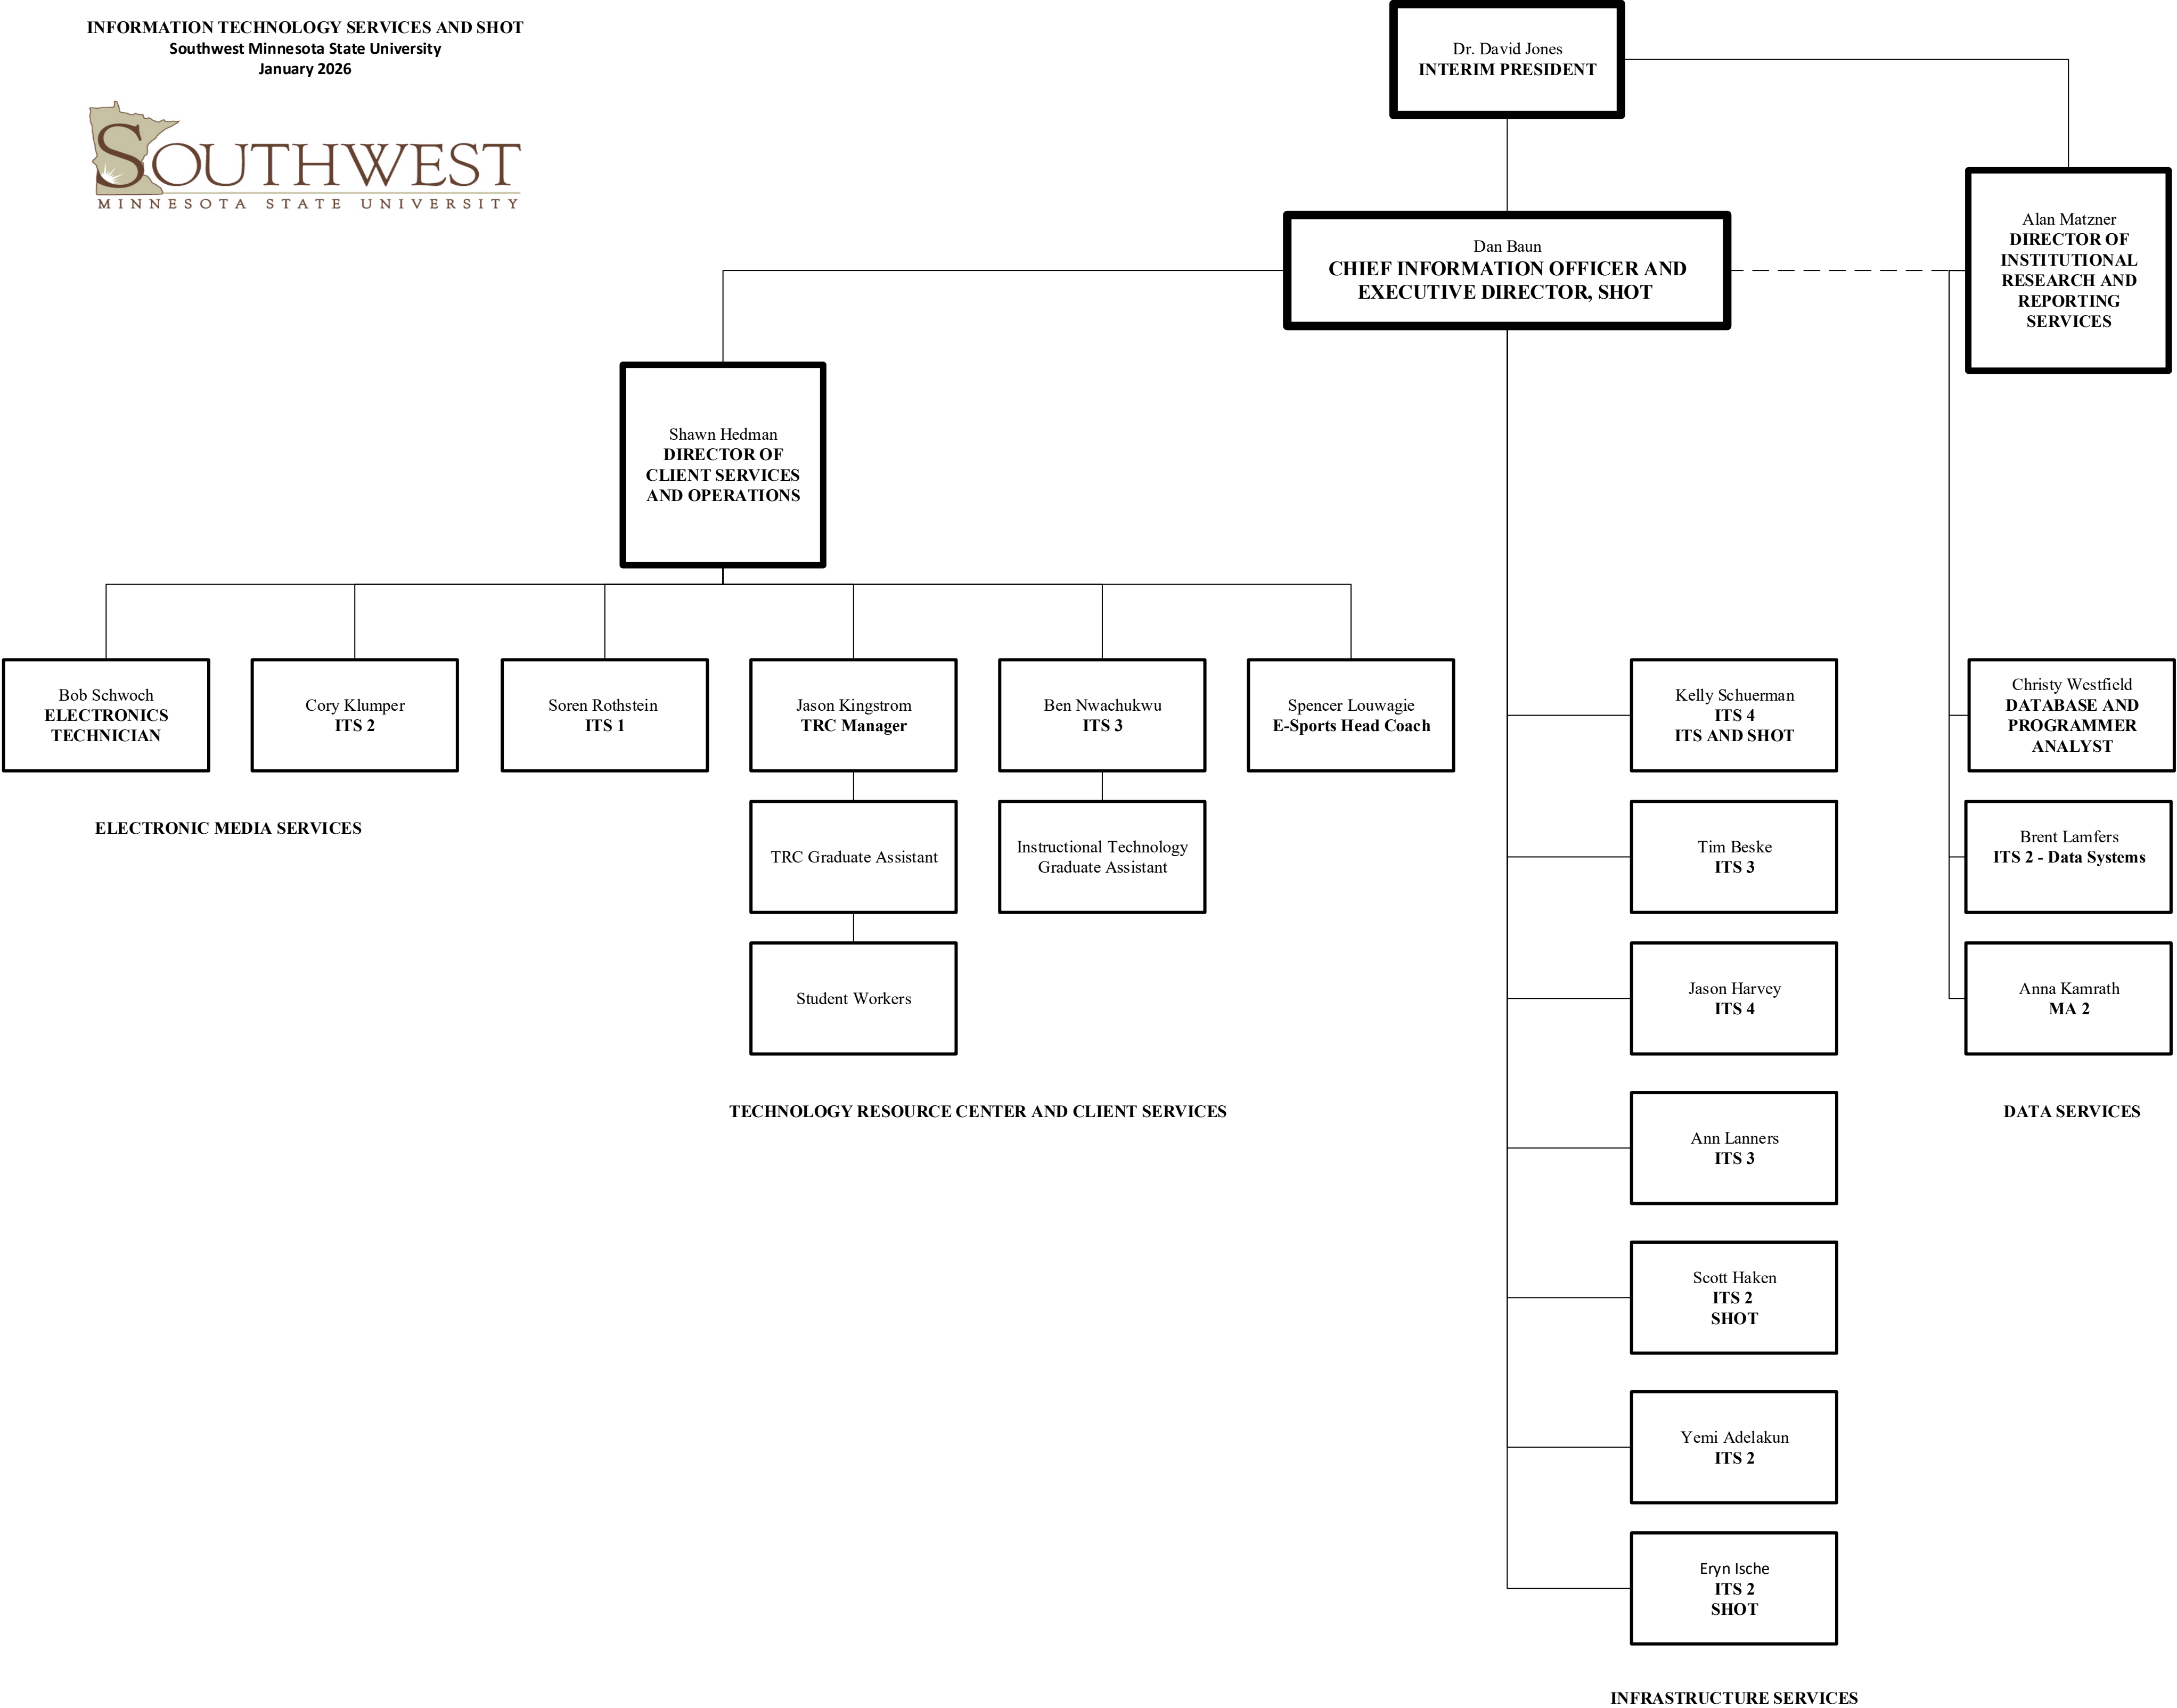 INFORMATION TECHNOLOGY SERVICES AND SHOT
Southwest Minnesota State University
January 2026
SOUTHWEST
MINNESOTA STATE UNIVERSITY
Dr. David Jones
INTERIM PRESIDENT
Dan Baun
CHIEF INFORMATION OFFICER AND
EXECUTIVE DIRECTOR, SHOT
Alan Matzner
DIRECTOR OF
INSTITUTIONAL
RESEARCH AND
REPORTING
SERVICES
Shawn Hedman
DIRECTOR OF
CLIENT SERVICES
AND OPERATIONS
Bob Schwoch
ELECTRONICS
TECHNICIAN
Cory Klumper
ITS 2
Soren Rothstein
ITS 1
Jason Kingstrom
TRC Manager
Ben Nwachukwu
ITS 3
Spencer Louwagie
E-Sports Head Coach
ELECTRONIC MEDIA SERVICES
TRC Graduate Assistant
Instructional Technology
Graduate Assistant
Student Workers
TECHNOLOGY RESOURCE CENTER AND CLIENT SERVICES
Kelly Schuerman
ITS 4
ITS AND SHOT
Tim Beske
ITS 3
Jason Harvey
ITS 4
Ann Lanners
ITS 3
Scott Haken
ITS 2
SHOT
Yemi Adelakun
ITS 2
Eryn Ische
ITS 2
SHOT
INFRASTRUCTURE SERVICES
Christy Westfield
DATABASE AND
PROGRAMMER
ANALYST
Brent Lamfers
ITS 2 - Data Systems
Anna Kamrath
MA 2
DATA SERVICES